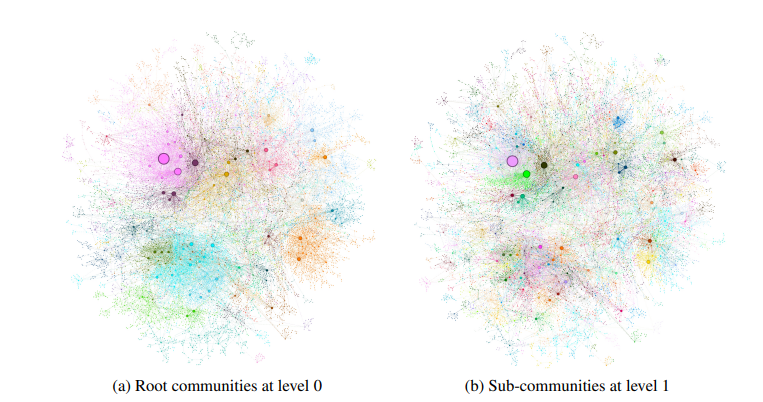 (a) Root communities at level 0
(b) Sub-communities at level 1